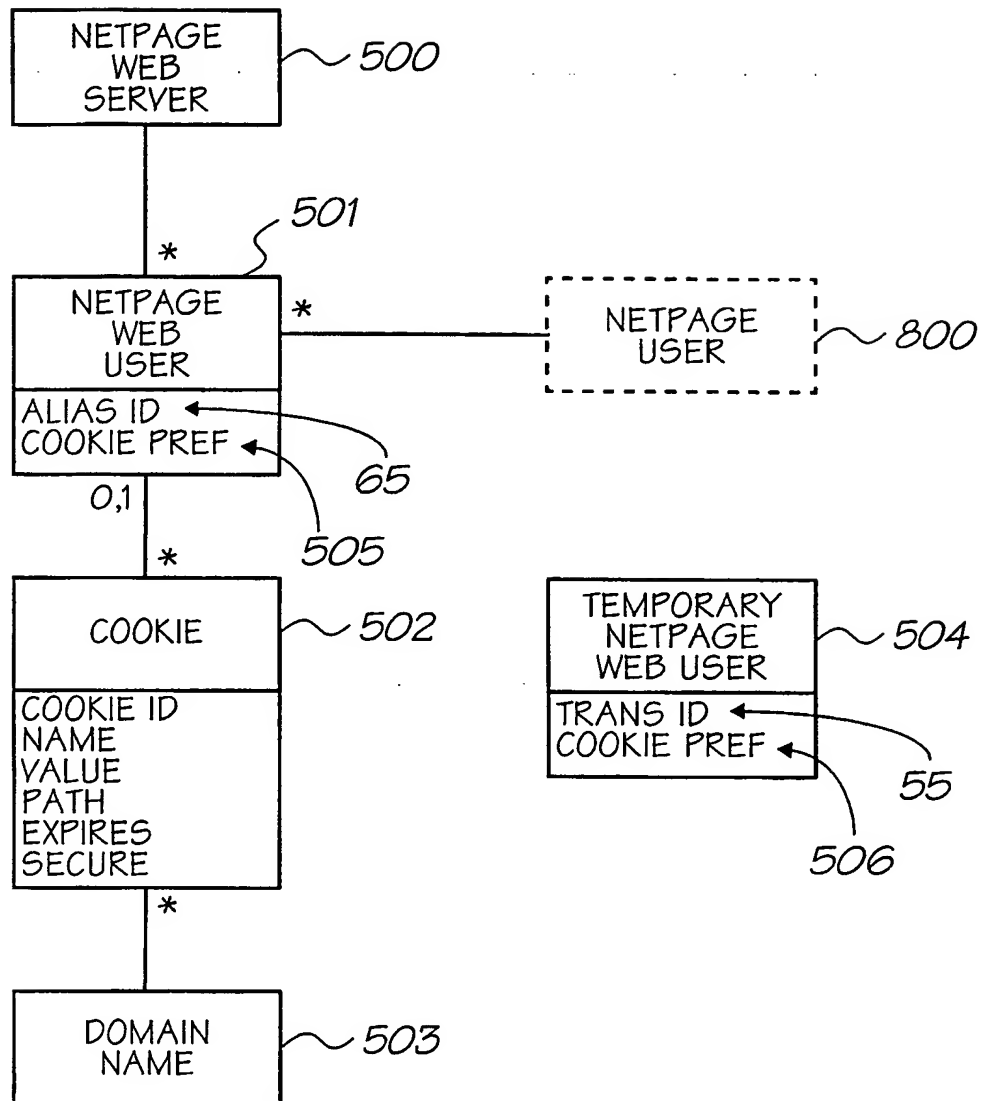 NETPAGE
WEB
SERVER
500
501
*
NETPAGE
WEB
USER
*
NETPAGE
USER
800
ALIAS ID
COOKIE PREF
65
505
0,1
*
COOKIE
502
TEMPORARY
NETPAGE
WEB USER
504
COOKIE ID
NAME
VALUE
PATH
EXPIRES
SECURE
TRANS ID
COOKIE PREF
55
506
*
DOMAIN
NAME
503